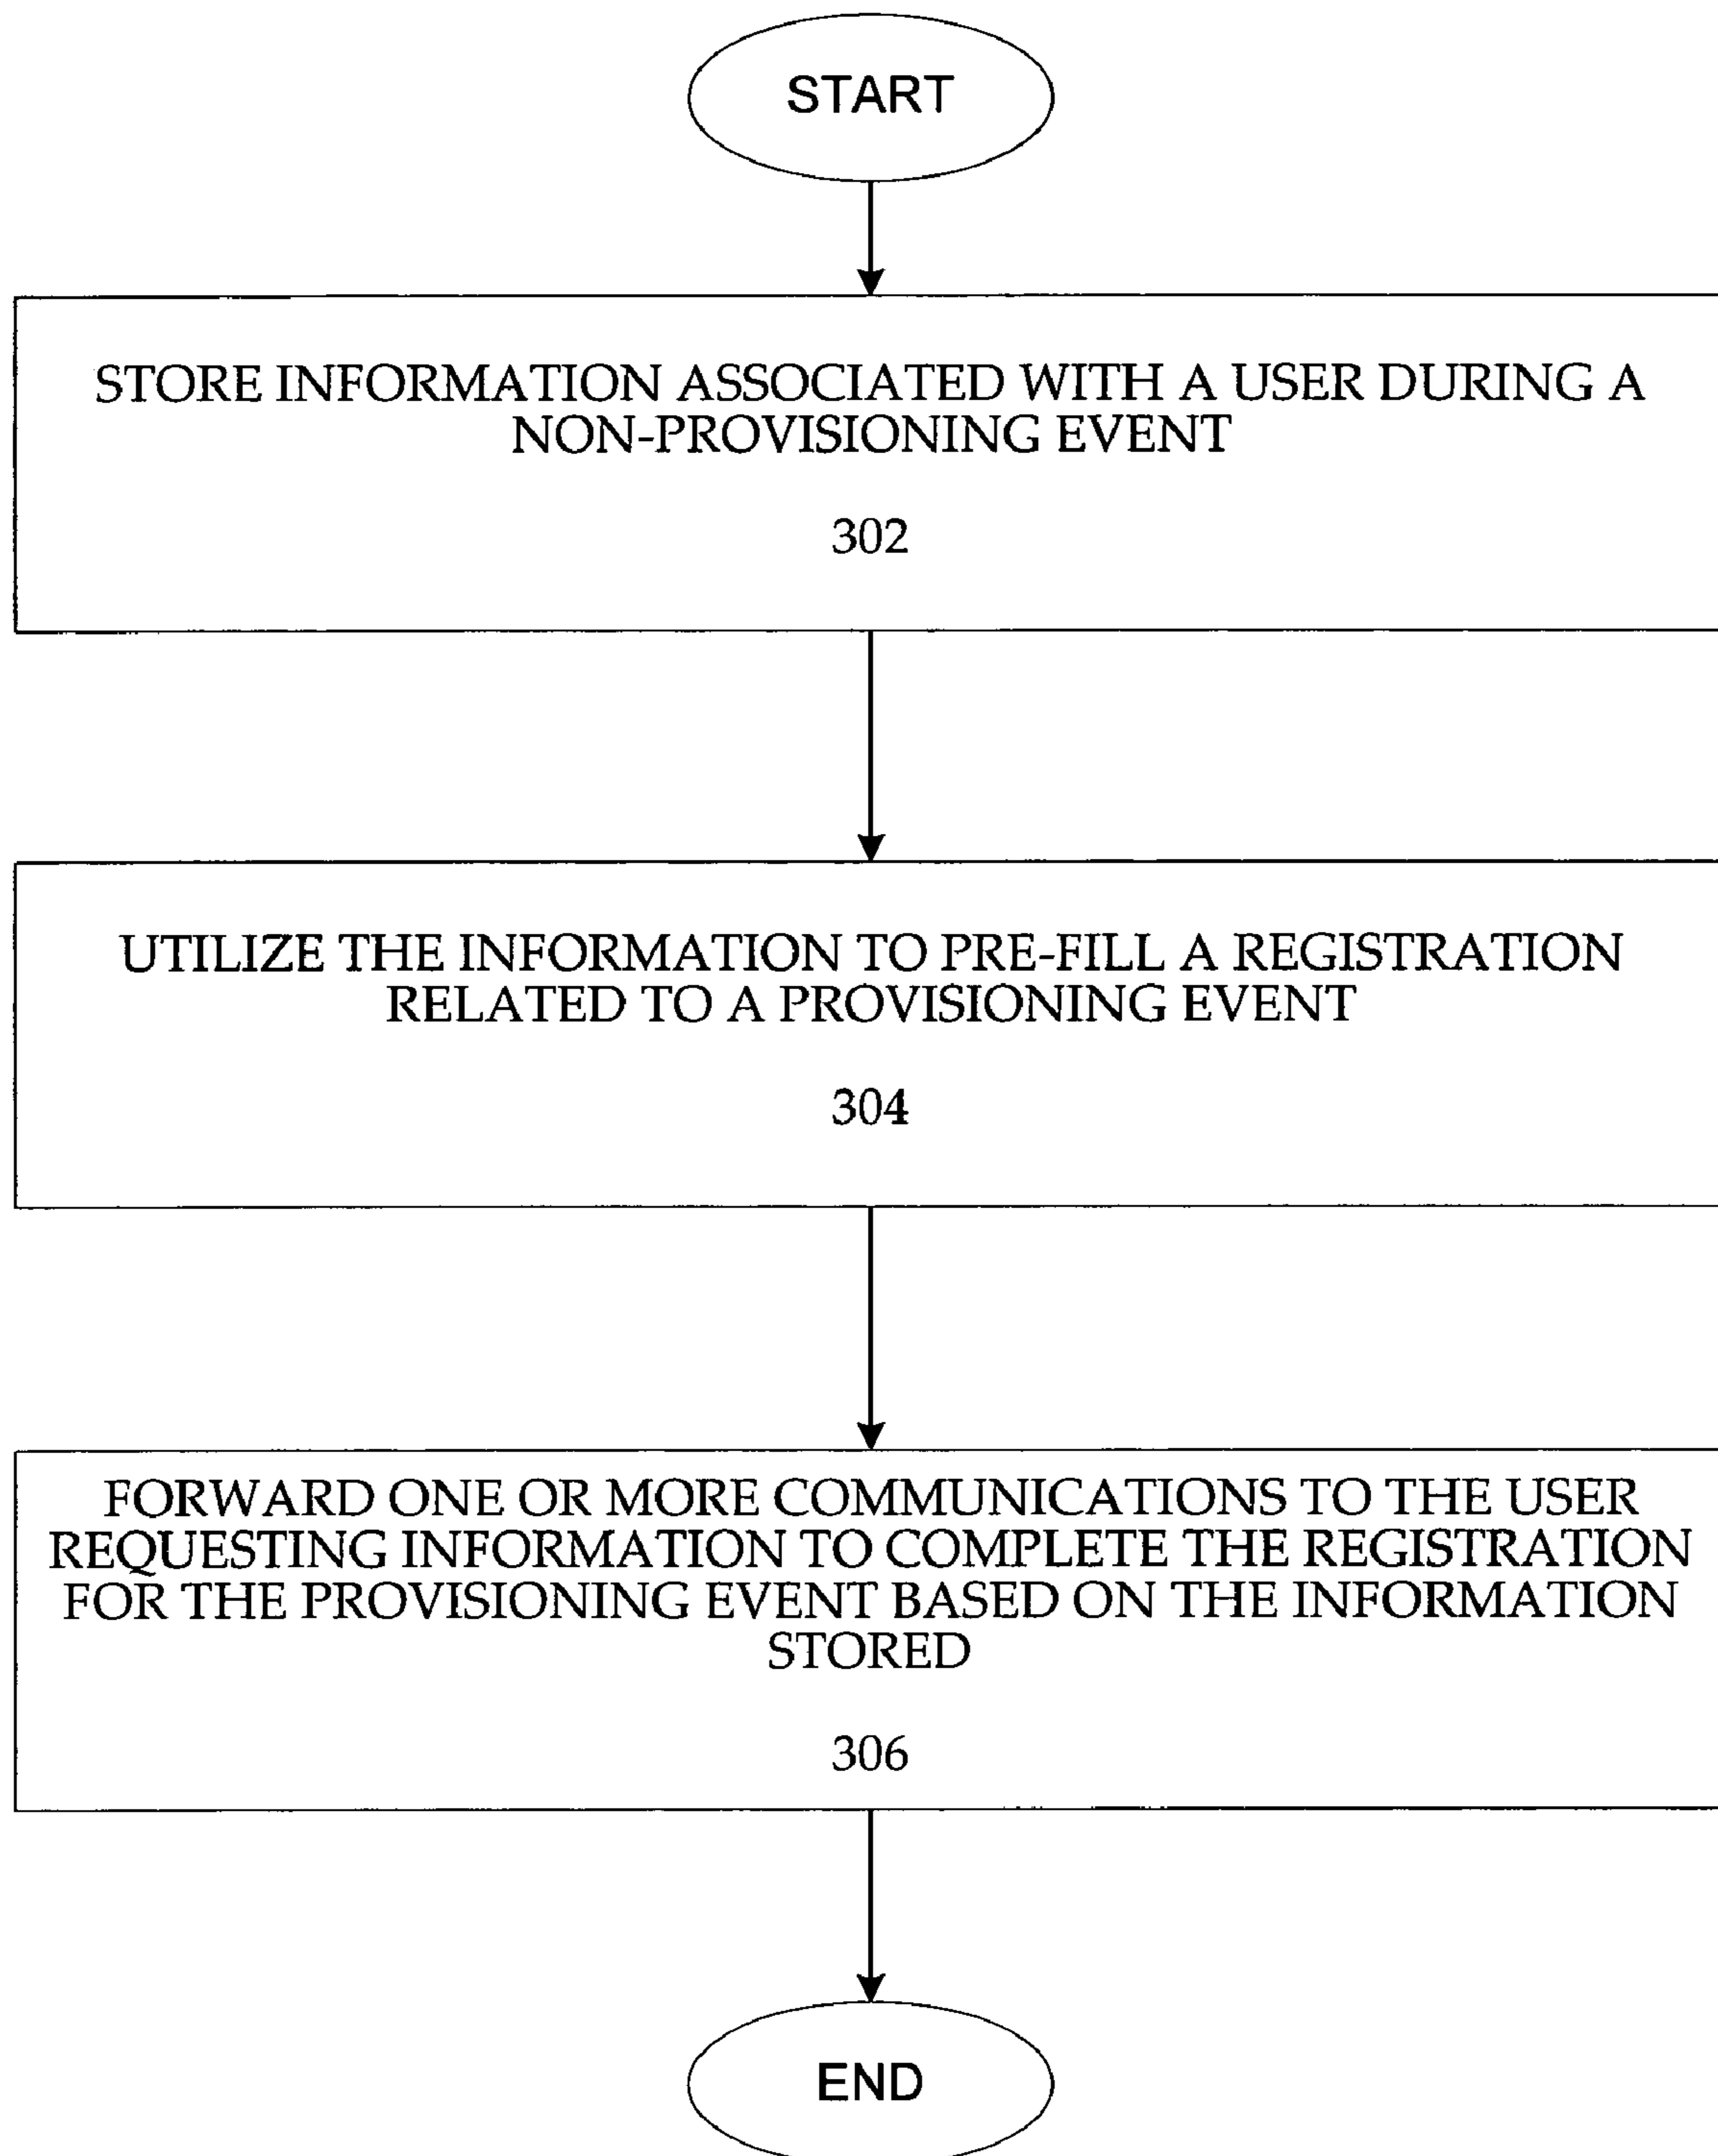 START
STORE INFORMATION ASSOCIATED WITH A USER DURING A
NON-PROVISIONING EVENT
302
UTILIZE THE INFORMATION TO PRE-FILL A REGISTRATION
RELATED TO A PROVISIONING EVENT
304
FORWARD ONE OR MORE COMMUNICATIONS TO THE USER
REQUESTING INFORMATION TO COMPLETE THE REGISTRATION
FOR THE PROVISIONING EVENT BASED ON THE INFORMATION
STORED
306
END